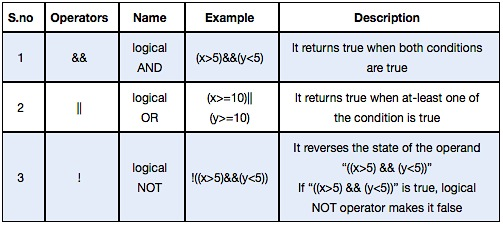 S.no Operators Name Example Description
1 && logical AND (x>5)&&(y<5) It returns true when both conditions are true
2 || logical OR (x>=10)||(y>=10) It returns true when at-least one of the condition is true
3 ! logical NOT !((x>5)&&(y<5)) It reverses the state of the operand “((x>5) && (y<5))” If “((x>5) && (y<5))” is true, logical NOT operator makes it false